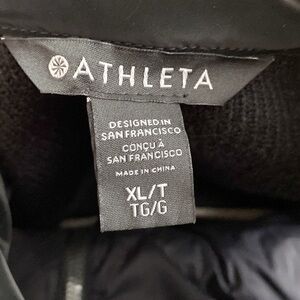 ATHLETA
DESIGNED IN
SAN FRANCISCO
CONÇU À
SAN FRANCISCO
MADE IN CHINA
XL/T
TG/G